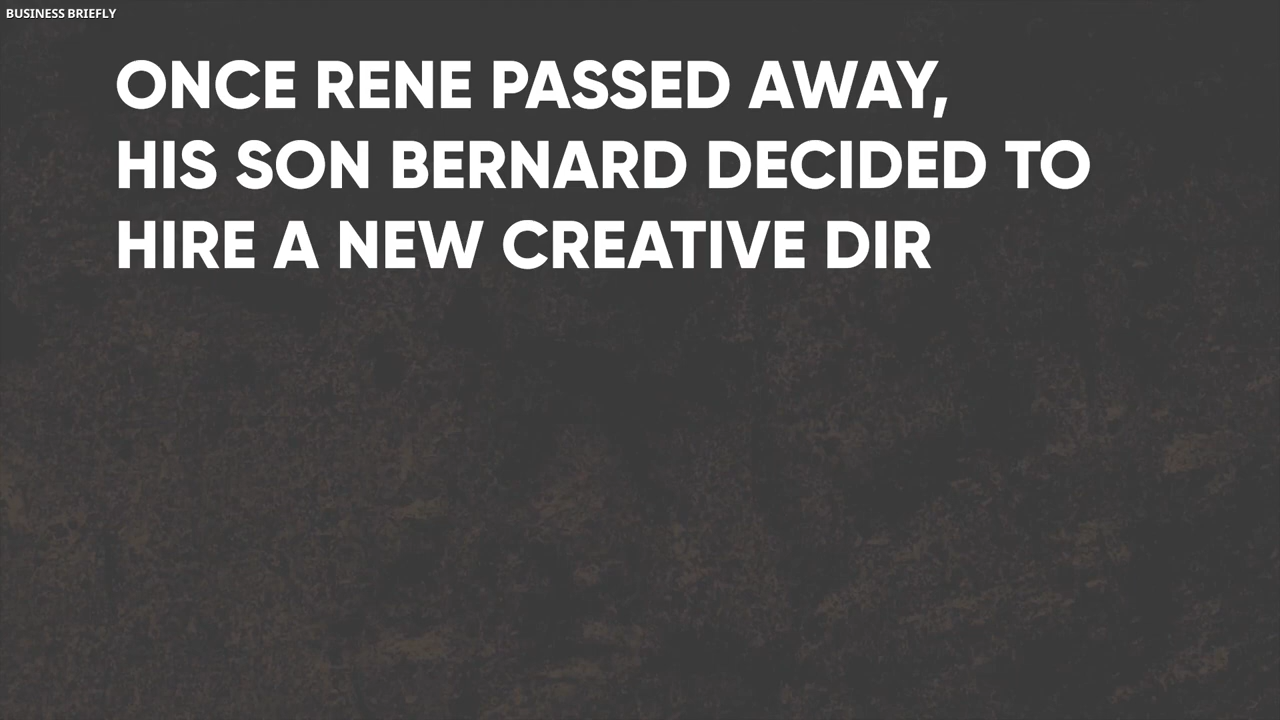 BUSINESS BRIEFLY
ONCE RENE PASSED AWAY,
HIS SON BERNARD DECIDED TO
HIRE A NEW CREATIVE DIR